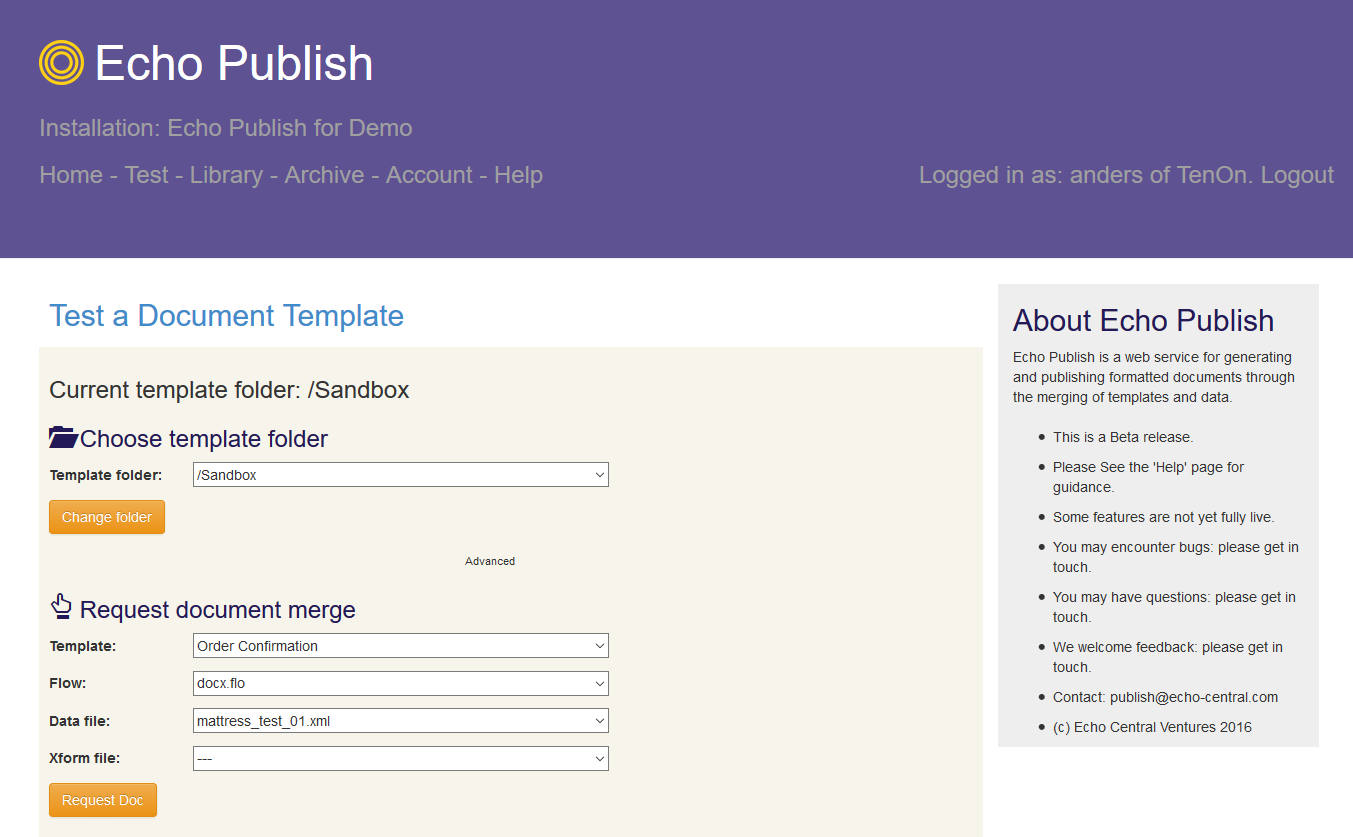 Echo Publish
Installation: Echo Publish for Demo
Home - Test - Library - Archive - Account - Help
Logged in as: anders of TenOn. Logout
Test a Document Template
Current template folder: /Sandbox
Choose template folder
Template folder: /Sandbox
Change folder
Advanced
Request document merge
Template: Order Confirmation
Flow: docx.flo
Data file: mattress_test_01.xml
Xform file: ---
Request Doc
About Echo Publish
Echo Publish is a web service for generating
and publishing formatted documents through
the merging of templates and data.
This is a Beta release.
Please See the 'Help' page for
guidance.
Some features are not yet fully live.
You may encounter bugs: please get in
touch.
You may have questions: please get in
touch.
We welcome feedback: please get in
touch.
Contact: publish@echo-central.com
(c) Echo Central Ventures 2016